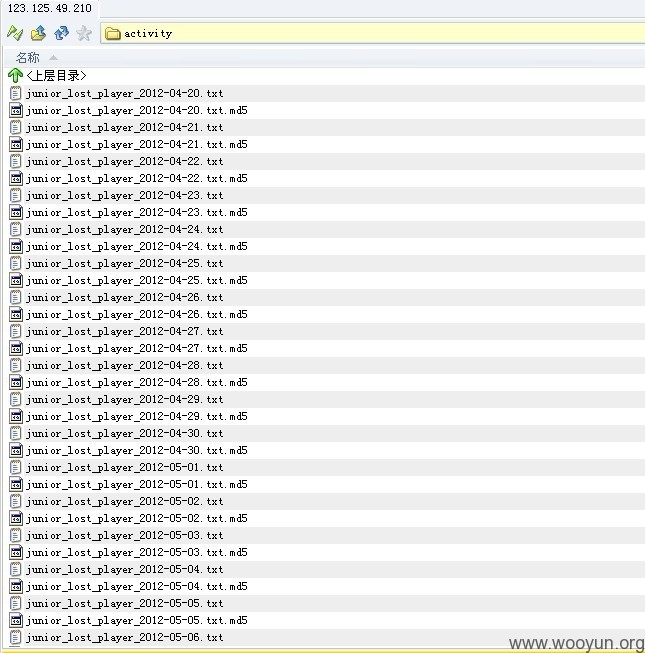 123.125.49.210
activity
名称
<上层目录>
junior_lost_player_2012-04-20.txt
junior_lost_player_2012-04-20.txt.md5
junior_lost_player_2012-04-21.txt
junior_lost_player_2012-04-21.txt.md5
junior_lost_player_2012-04-22.txt
junior_lost_player_2012-04-22.txt.md5
junior_lost_player_2012-04-23.txt
junior_lost_player_2012-04-23.txt.md5
junior_lost_player_2012-04-24.txt
junior_lost_player_2012-04-24.txt.md5
junior_lost_player_2012-04-25.txt
junior_lost_player_2012-04-25.txt.md5
junior_lost_player_2012-04-26.txt
junior_lost_player_2012-04-26.txt.md5
junior_lost_player_2012-04-27.txt
junior_lost_player_2012-04-27.txt.md5
junior_lost_player_2012-04-28.txt
junior_lost_player_2012-04-28.txt.md5
junior_lost_player_2012-04-29.txt
junior_lost_player_2012-04-29.txt.md5
junior_lost_player_2012-04-30.txt
junior_lost_player_2012-04-30.txt.md5
junior_lost_player_2012-05-01.txt
junior_lost_player_2012-05-01.txt.md5
junior_lost_player_2012-05-02.txt
junior_lost_player_2012-05-02.txt.md5
junior_lost_player_2012-05-03.txt
junior_lost_player_2012-05-03.txt.md5
junior_lost_player_2012-05-04.txt
junior_lost_player_2012-05-04.txt.md5
junior_lost_player_2012-05-05.txt
junior_lost_player_2012-05-05.txt.md5
junior_lost_player_2012-05-06.txt
www.wooyun.org